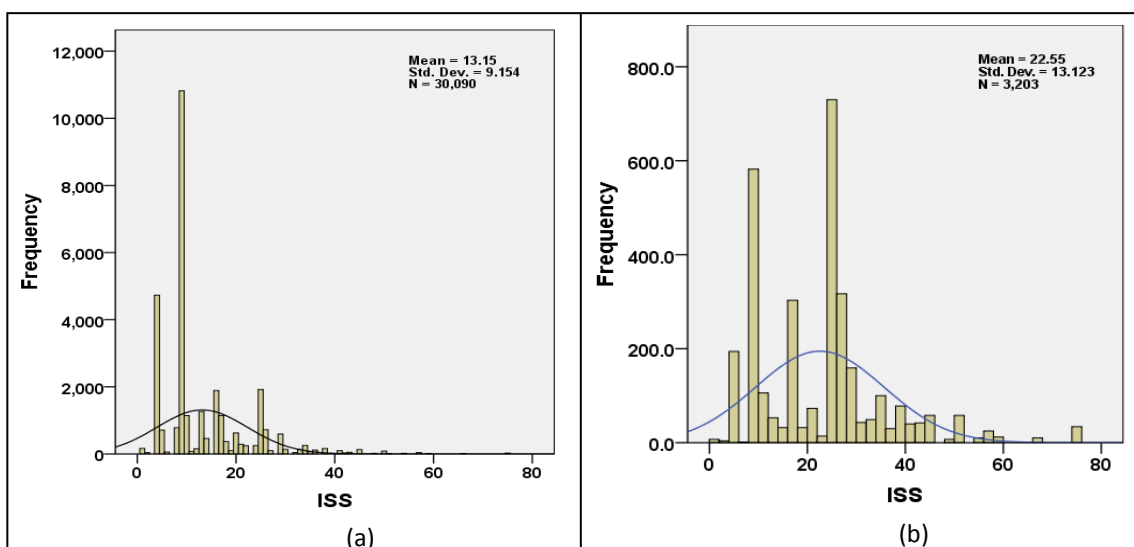 Mean = 13.15
Std. Dev. = 9.154
N = 30,090
12,000
10,000
8,000
6,000
4,000
2,000
0
Frequency
0 20 40 60 80
ISS
(a)
Mean = 22.55
Std. Dev. = 13.123
N = 3,203
800.0
600.0
400.0
200.0
0.0
Frequency
0 20 40 60 80
ISS
(b)